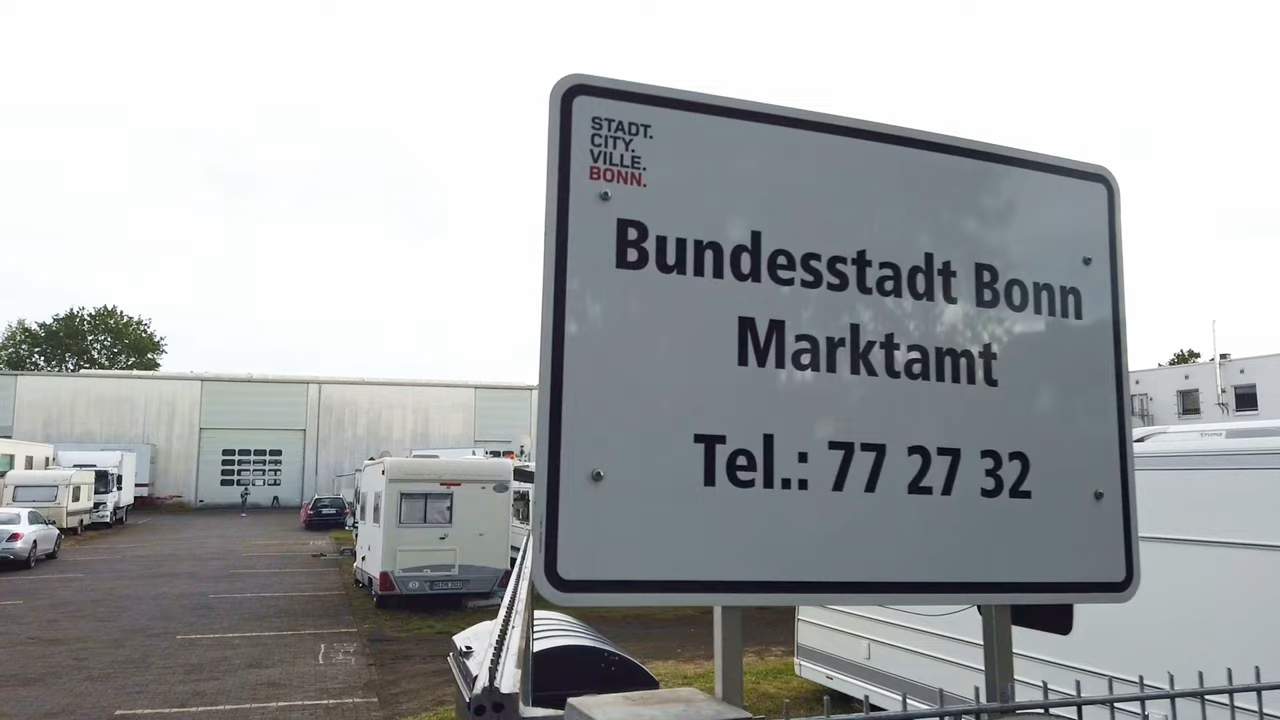 STADT.
CITY.
VILLE.
BONN.
Bundesstadt Bonn
Marktamt
Tel.: 77 27 32